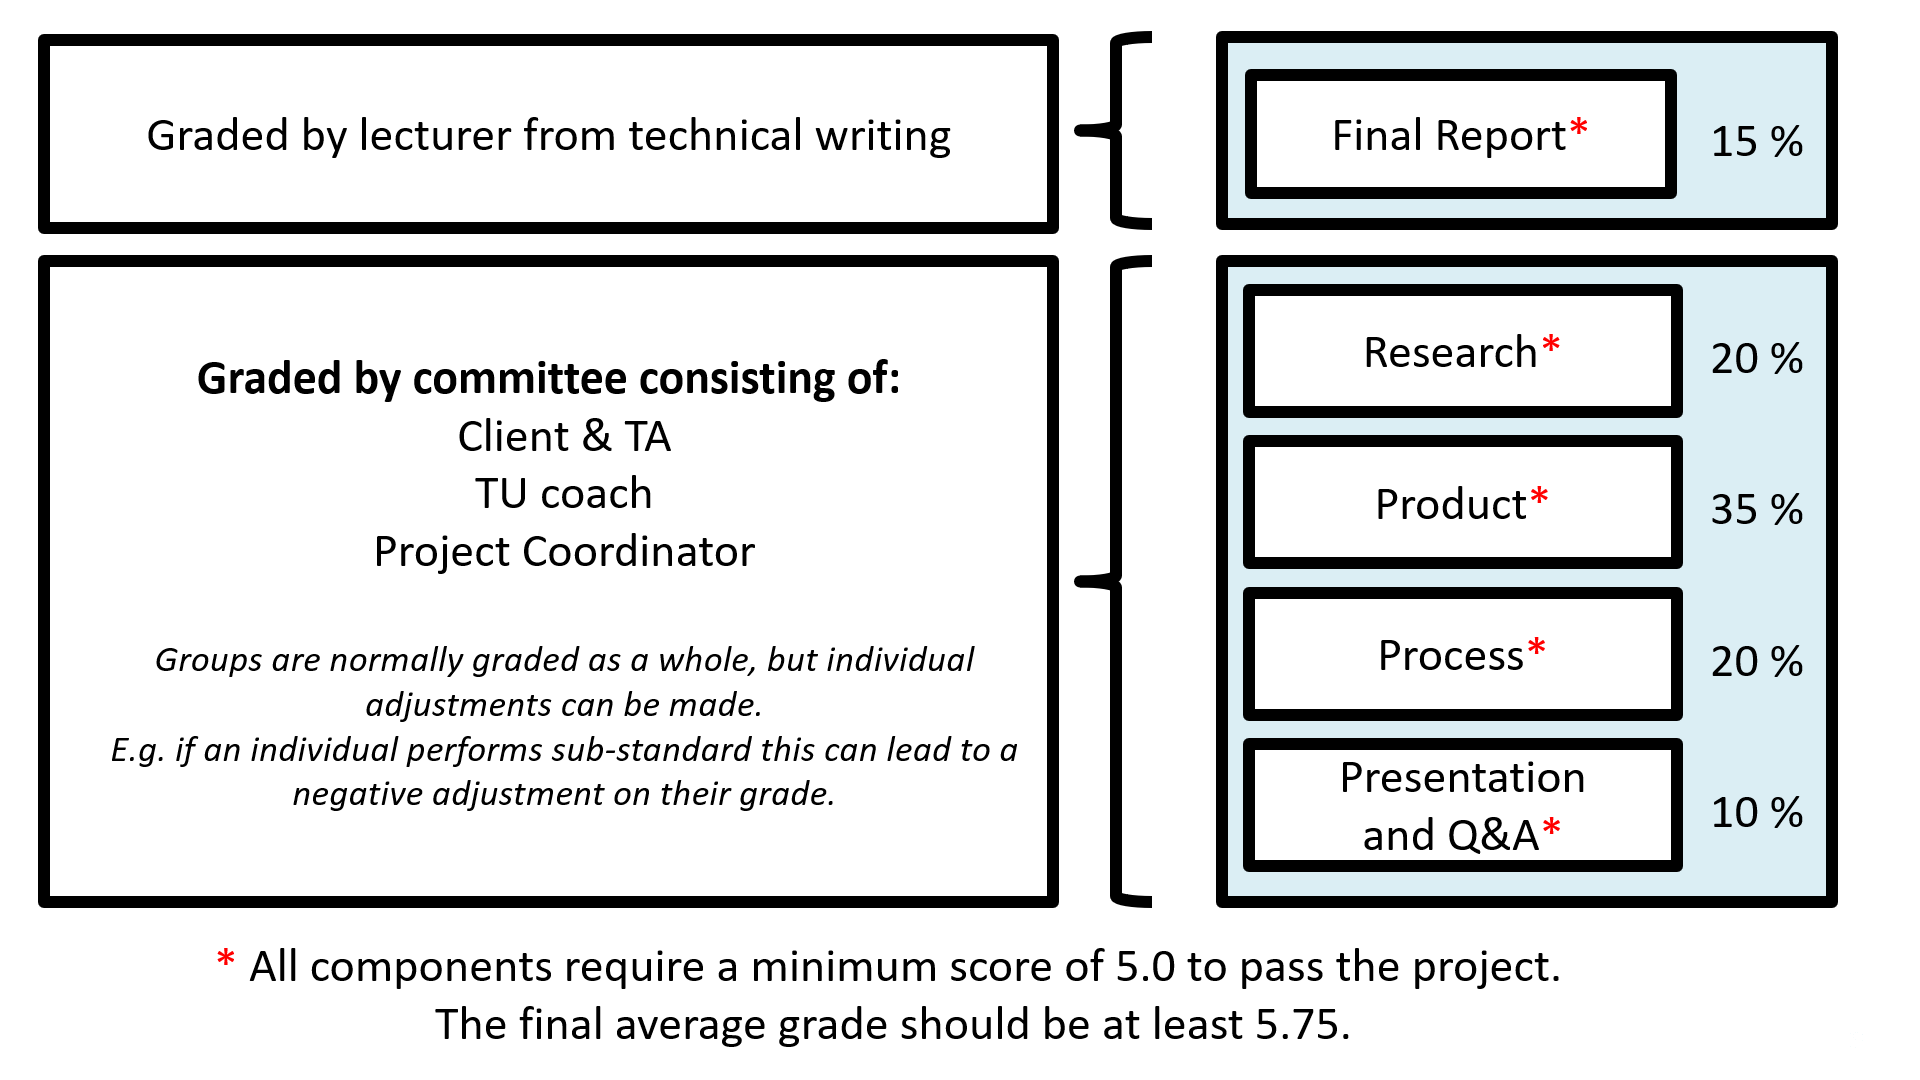 Graded by lecturer from technical writing
Final Report*
15 %
Graded by committee consisting of:
Client & TA
TU coach
Project Coordinator
Groups are normally graded as a whole, but individual
adjustments can be made.
E.g. if an individual performs sub-standard this can lead to a
negative adjustment on their grade.
Research*
20 %
Product*
35 %
Process*
20 %
Presentation
and Q&A*
10 %
* All components require a minimum score of 5.0 to pass the project.
The final average grade should be at least 5.75.